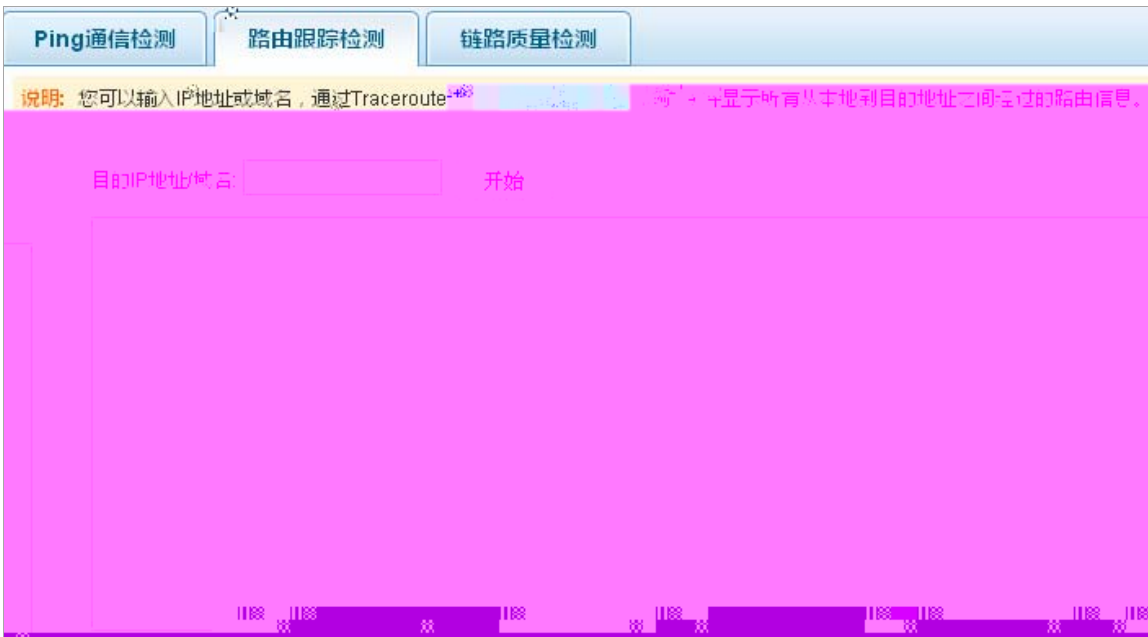 Ping通信检测
路由跟踪检测
链路质量检测
说明: 您可以输入IP地址或域名，通过Traceroute 显示所有从本地到目的地址之间经过的路由信息。
目的IP地址/域名:
开始